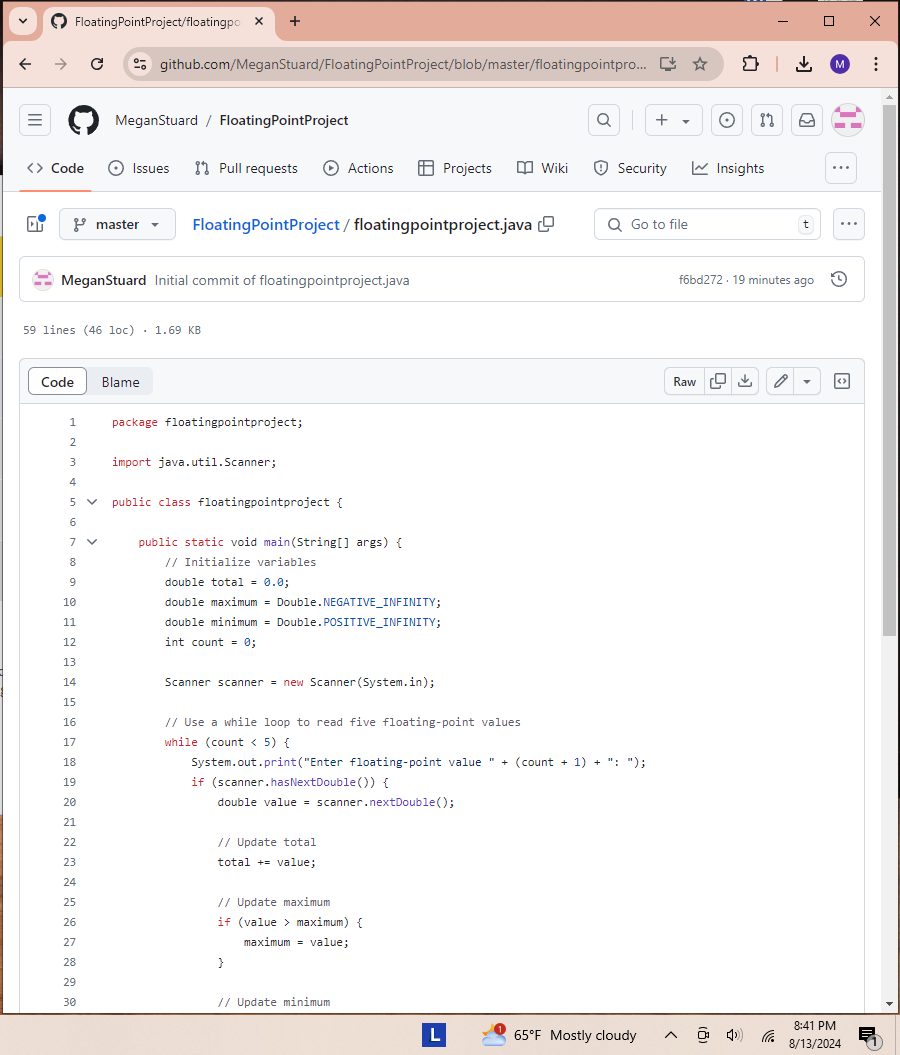 FloatingPointProject/floatingpo
github.com/MeganStuard/FloatingPointProject/blob/master/floatingpointpro...
M
MeganStuard / FloatingPointProject
Code Issues Pull requests Actions Projects Wiki Security Insights
master FloatingPointProject / floatingpointproject.java Go to file t
MeganStuard Initial commit of floatingpointproject.java f6bd272 · 19 minutes ago
59 lines (46 loc) · 1.69 KB
Code Blame Raw
1 package floatingpointproject;
2
3 import java.util.Scanner;
4
5 public class floatingpointproject {
6
7 public static void main(String[] args) {
8 // Initialize variables
9 double total = 0.0;
10 double maximum = Double.NEGATIVE_INFINITY;
11 double minimum = Double.POSITIVE_INFINITY;
12 int count = 0;
13
14 Scanner scanner = new Scanner(System.in);
15
16 // Use a while loop to read five floating-point values
17 while (count < 5) {
18 System.out.print("Enter floating-point value " + (count + 1) + ": ");
19 if (scanner.hasNextDouble()) {
20 double value = scanner.nextDouble();
21
22 // Update total
23 total += value;
24
25 // Update maximum
26 if (value > maximum) {
27 maximum = value;
28 }
29
30 // Update minimum
L 1 65°F Mostly cloudy 8:41 PM
8/13/2024 1